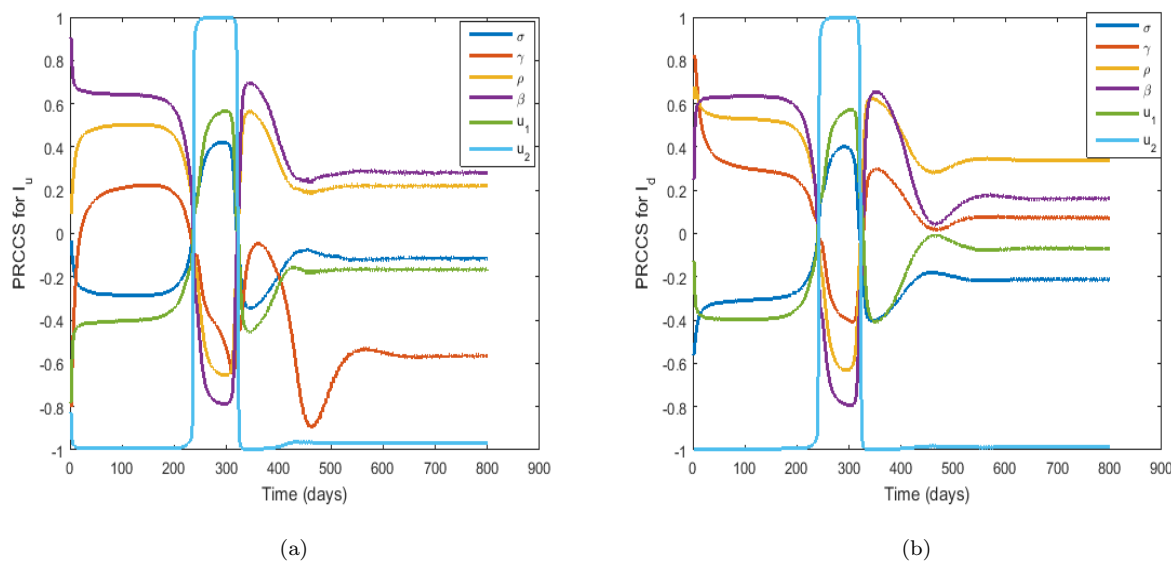 1
0.8
0.6
0.4
0.2
0
-0.2
-0.4
-0.6
-0.8
-1
PRCCS for I_u
0 100 200 300 400 500 600 700 800 900
Time (days)
σ
γ
ρ
β
u_1
u_2
(a)
1
0.8
0.6
0.4
0.2
0
-0.2
-0.4
-0.6
-0.8
-1
PRCCS for I_d
0 100 200 300 400 500 600 700 800 900
Time (days)
σ
γ
ρ
β
u_1
u_2
(b)